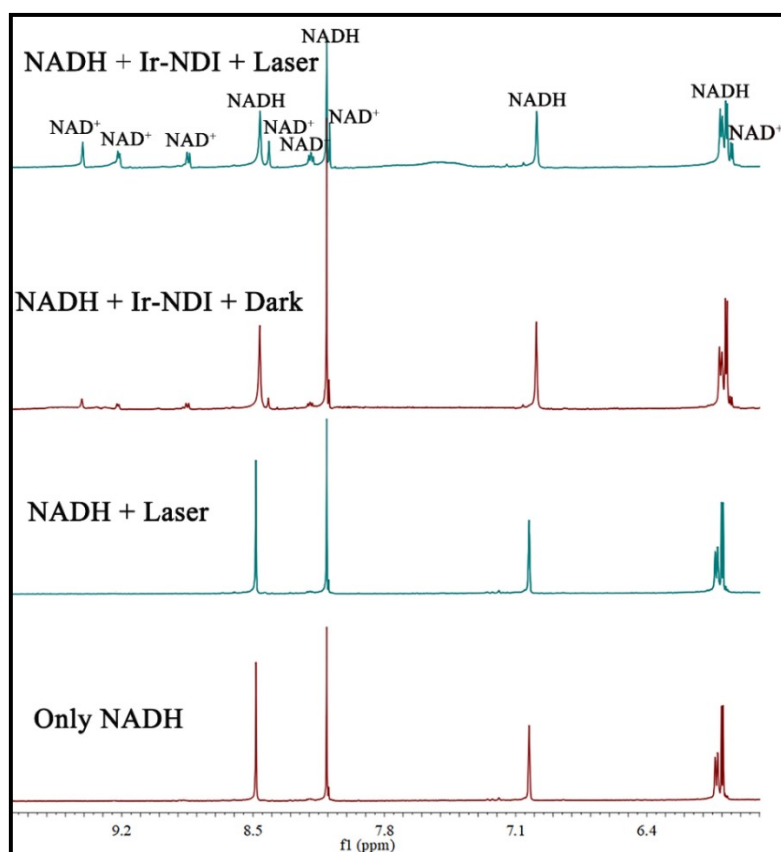 NADH
NADH + Ir-NDI + Laser
NADH
NADH
NADH
NAD⁺
NAD⁺
NAD⁺
NAD⁺
NAD⁺
NAD⁺
NADH + Ir-NDI + Dark
NADH + Laser
Only NADH
9.2 8.5 7.8 7.1 6.4
f1 (ppm)